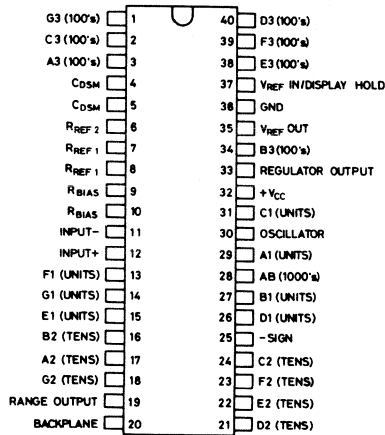 G3 (100's) 1 40 D3 (100's)
C3 (100's) 2 39 F3 (100's)
A3 (100's) 3 38 E3 (100's)
CDSM 4 37 VREF IN/DISPLAY HOLD
CDSM 5 36 GND
RREF 2 6 35 VREF OUT
RREF 1 7 34 B3 (100's)
RREF 1 8 33 REGULATOR OUTPUT
RBIAS 9 32 +VCC
RBIAS 10 31 C1 (UNITS)
INPUT- 11 30 OSCILLATOR
INPUT+ 12 29 A1 (UNITS)
F1 (UNITS) 13 28 AB (1000's)
G1 (UNITS) 14 27 B1 (UNITS)
E1 (UNITS) 15 26 D1 (UNITS)
B2 (TENS) 16 25 -SIGN
A2 (TENS) 17 24 C2 (TENS)
G2 (TENS) 18 23 F2 (TENS)
RANGE OUTPUT 19 22 E2 (TENS)
BACKPLANE 20 21 D2 (TENS)